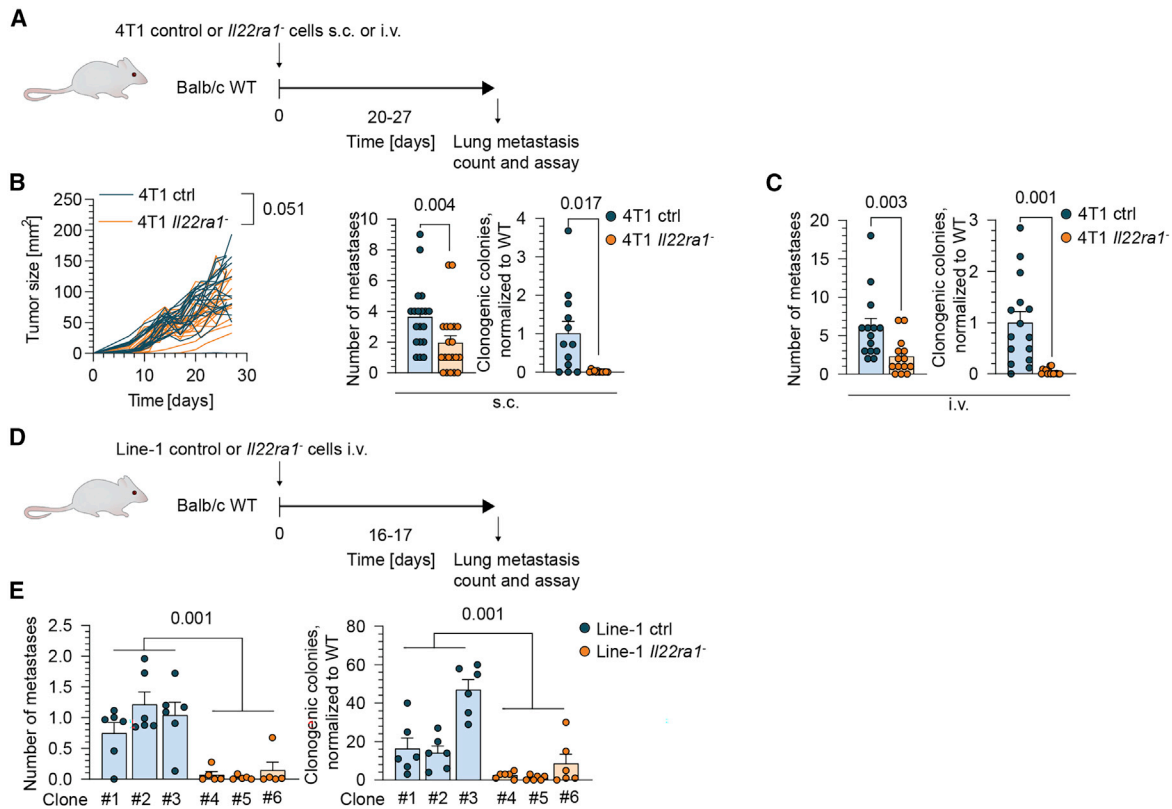 A
4T1 control or Il22ra1- cells s.c. or i.v.
Balb/c WT
0
20-27
Time [days]
Lung metastasis
count and assay
B
4T1 ctrl
4T1 Il22ra1-
0.051
Tumor size [mm²]
250
200
150
100
50
0
0
10
20
30
Time [days]
0.004
Number of metastases
10
8
6
4
2
0
0.017
Clonogenic colonies,
normalized to WT
4
3
2
1
0
4T1 ctrl
4T1 Il22ra1-
s.c.
C
0.003
Number of metastases
20
15
10
5
0
0.001
Clonogenic colonies,
normalized to WT
3
2
1
0
4T1 ctrl
4T1 Il22ra1-
i.v.
D
Line-1 control or Il22ra1- cells i.v.
Balb/c WT
0
16-17
Time [days]
Lung metastasis
count and assay
E
0.001
Number of metastases
2.5
2.0
1.5
1.0
0.5
0.0
Clone #1 #2 #3 #4 #5 #6
0.001
Clonogenic colonies,
normalized to WT
80
60
40
20
0
Clone #1 #2 #3 #4 #5 #6
Line-1 ctrl
Line-1 Il22ra1-